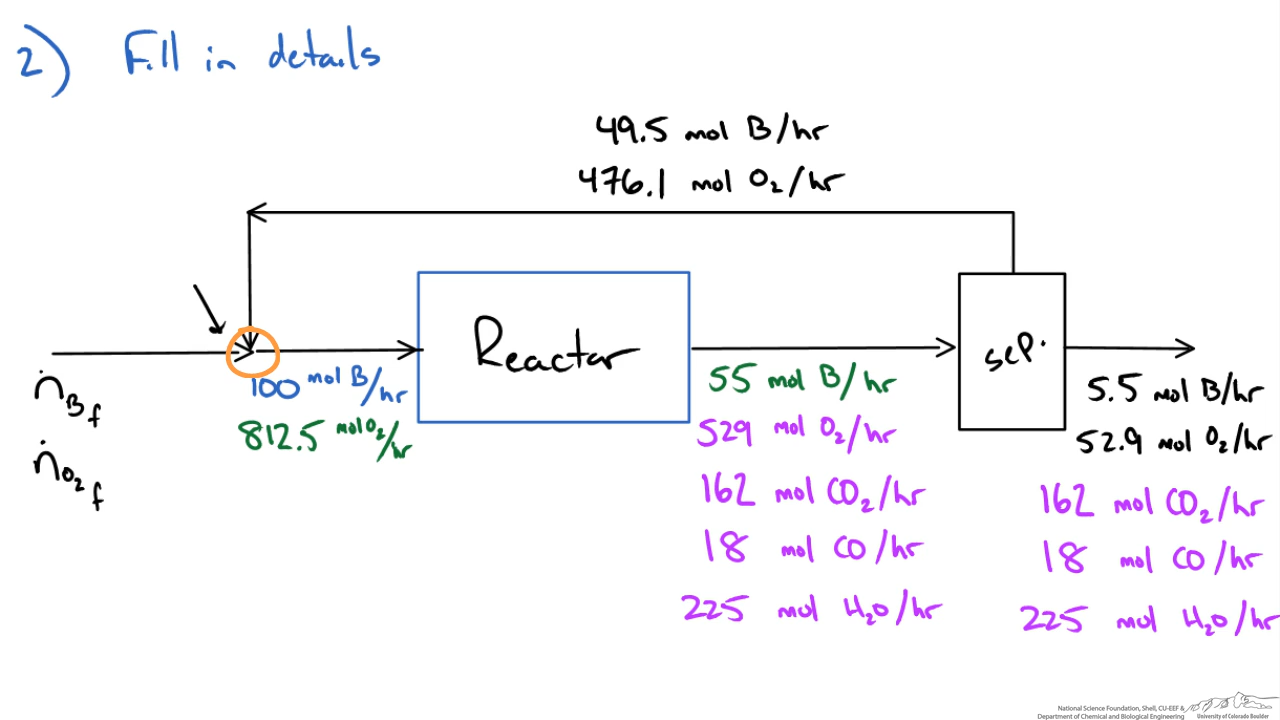 2) Fill in details
49.5 mol B/hr
476.1 mol O₂/hr
Reactor
sep.
ṅ_B_f
ṅ_O₂_f
100 mol B/hr
812.5 mol O₂/hr
55 mol B/hr
529 mol O₂/hr
162 mol CO₂/hr
18 mol CO/hr
225 mol H₂O/hr
5.5 mol B/hr
52.9 mol O₂/hr
162 mol CO₂/hr
18 mol CO/hr
225 mol H₂O/hr
National Science Foundation, Shell, CU-EEF &
Department of Chemical and Biological Engineering
University of Colorado Boulder